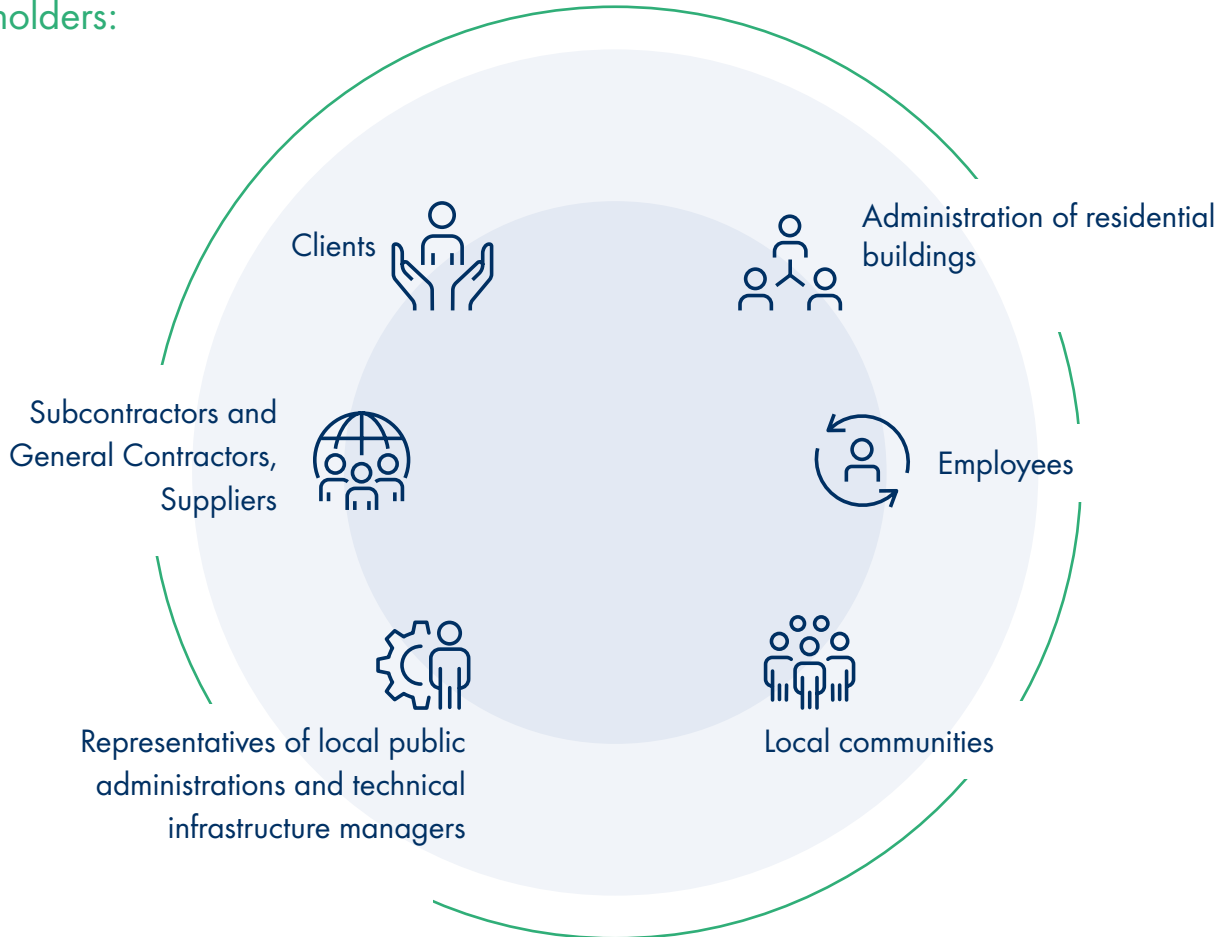 holders:
Clients
Administration of residential
buildings
Subcontractors and
General Contractors,
Suppliers
Employees
Representatives of local public
administrations and technical
infrastructure managers
Local communities